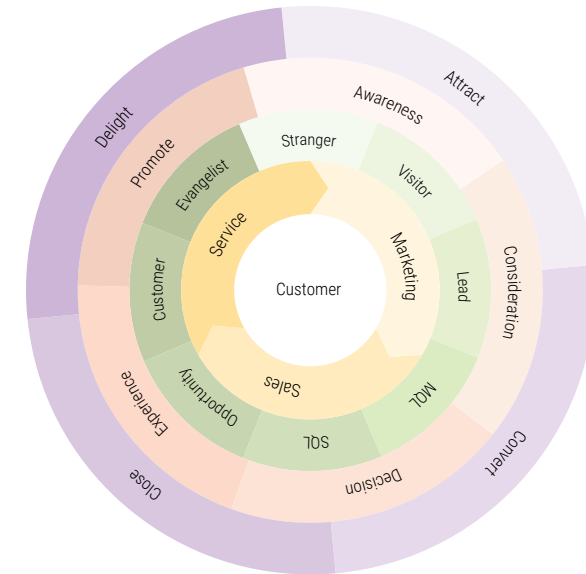 Attract
Convert
Close
Delight
Awareness
Consideration
Decision
Experience
Promote
Stranger
Visitor
Lead
MQL
SQL
Opportunity
Customer
Evangelist
Marketing
Sales
Service
Customer